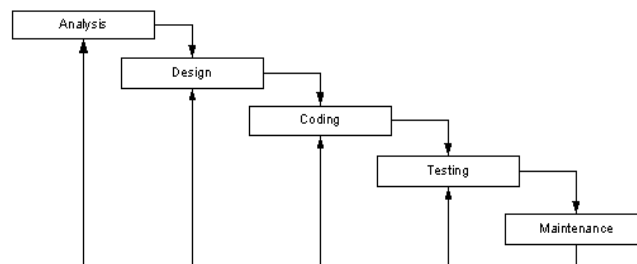 Analysis
Design
Coding
Testing
Maintenance